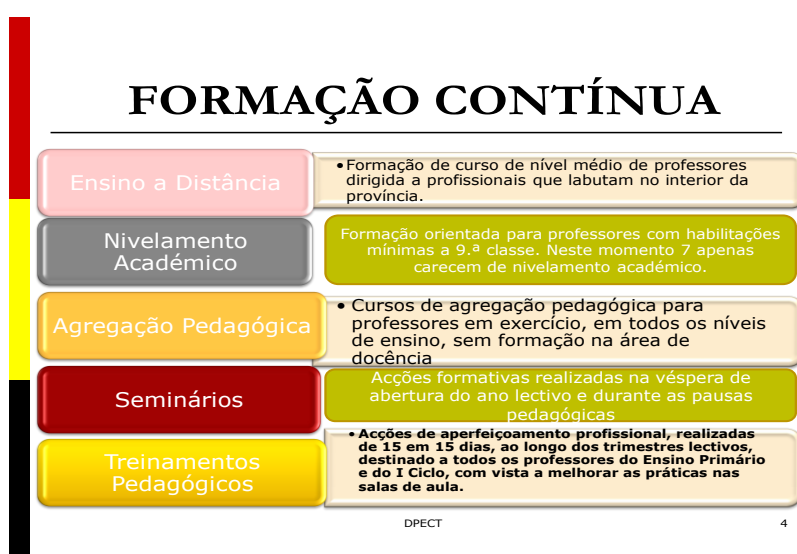 FORMAÇÃO CONTÍNUA
Ensino a Distância
•Formação de curso de nível médio de professores
dirigida a profissionais que labutam no interior da
província.
Nivelamento
Académico
Formação orientada para professores com habilitações
mínimas a 9.ª classe. Neste momento 7 apenas
carecem de nivelamento académico.
Agregação Pedagógica
• Cursos de agregação pedagógica para
professores em exercício, em todos os níveis
de ensino, sem formação na área de
docência
Seminários
Acções formativas realizadas na véspera de
abertura do ano lectivo e durante as pausas
pedagógicas
Treinamentos
Pedagógicos
•Acções de aperfeiçoamento profissional, realizadas
de 15 em 15 dias, ao longo dos trimestres lectivos,
destinado a todos os professores do Ensino Primário
e do I Ciclo, com vista a melhorar as práticas nas
salas de aula.
DPECT
4